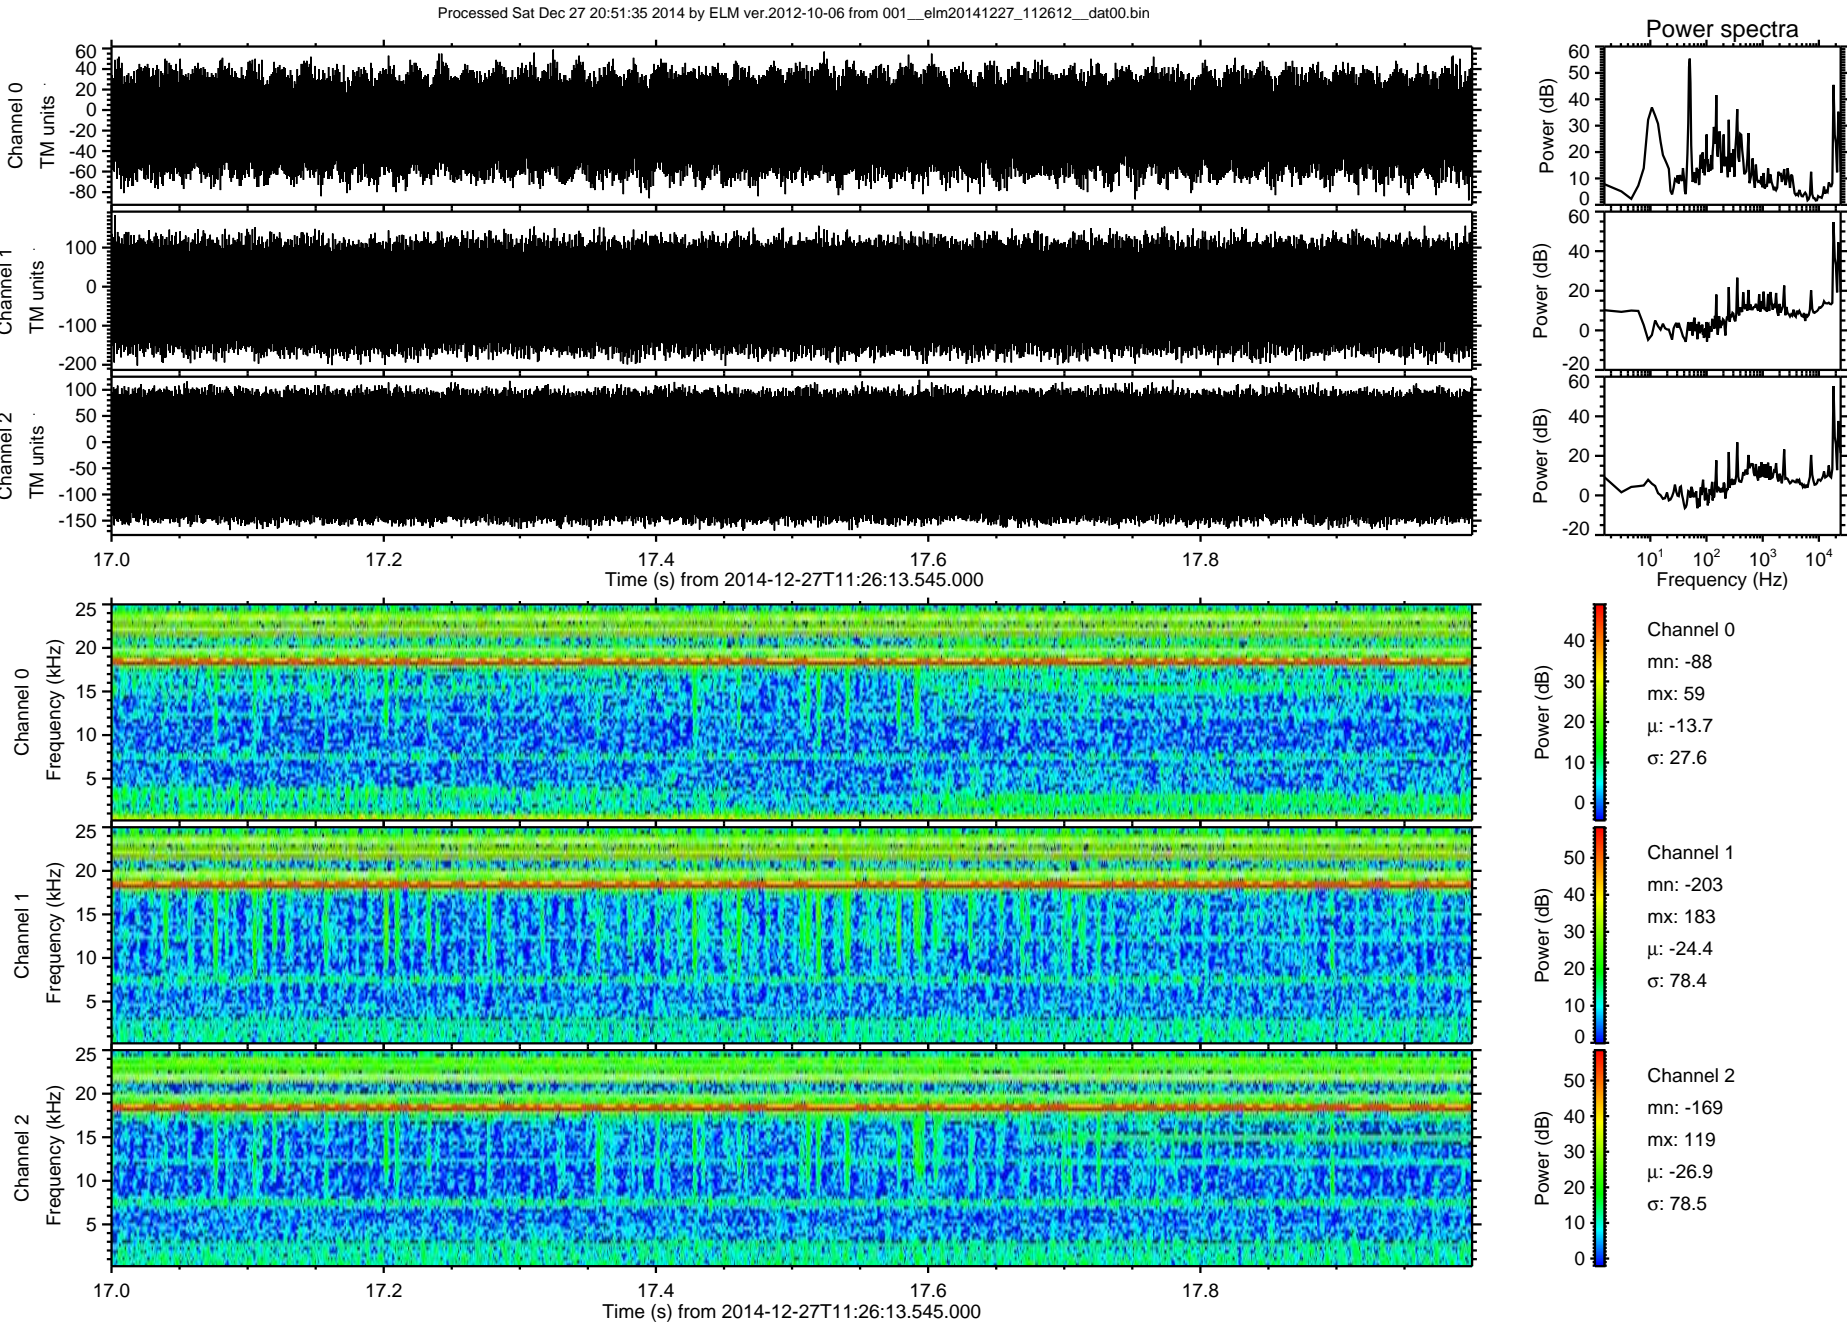 Processed Sat Dec 27 20:51:35 2014 by ELM ver.2012-10-06 from 001__elm20141227_112612__dat00.bin
Power spectra
Channel 0
TM units
60
40
20
0
-20
-40
-60
-80
Power (dB)
60
50
40
30
20
10
0
Channel 1
TM units
100
0
-100
-200
Power (dB)
60
40
20
0
-20
Channel 2
TM units
100
50
0
-50
-100
-150
Power (dB)
60
40
20
0
-20
17.0 17.2 17.4 17.6 17.8
Time (s) from 2014-12-27T11:26:13.545.000
10^1 10^2 10^3 10^4
Frequency (Hz)
Channel 0
Frequency (kHz)
25
20
15
10
5
Power (dB)
40
30
20
10
0
Channel 0
mn: -88
mx: 59
μ: -13.7
σ: 27.6
Channel 1
Frequency (kHz)
25
20
15
10
5
Power (dB)
50
40
30
20
10
0
Channel 1
mn: -203
mx: 183
μ: -24.4
σ: 78.4
Channel 2
Frequency (kHz)
25
20
15
10
5
Power (dB)
50
40
30
20
10
0
Channel 2
mn: -169
mx: 119
μ: -26.9
σ: 78.5
17.0 17.2 17.4 17.6 17.8
Time (s) from 2014-12-27T11:26:13.545.000